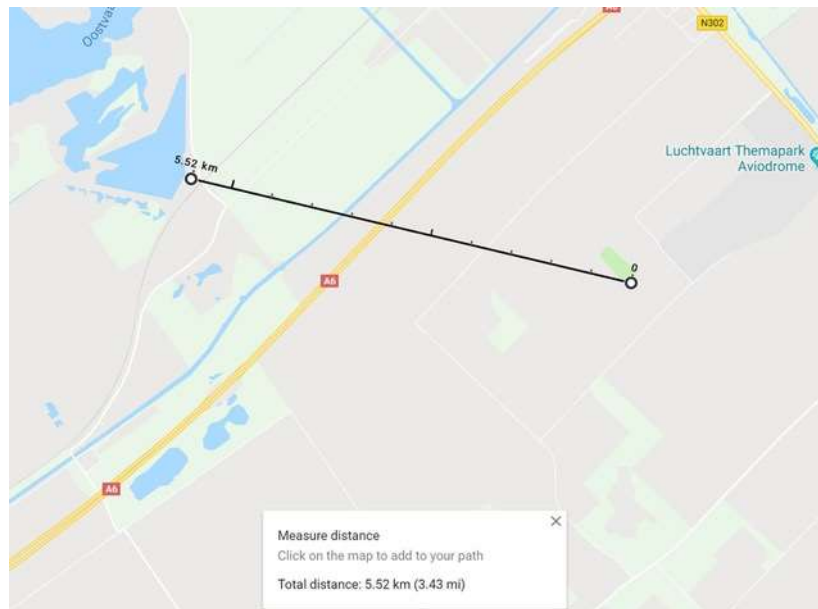 Oostva
N302
5.52 km
Luchtvaart Themapark
Aviodrome
0
A6
A6
Measure distance
Click on the map to add to your path
Total distance: 5.52 km (3.43 mi)